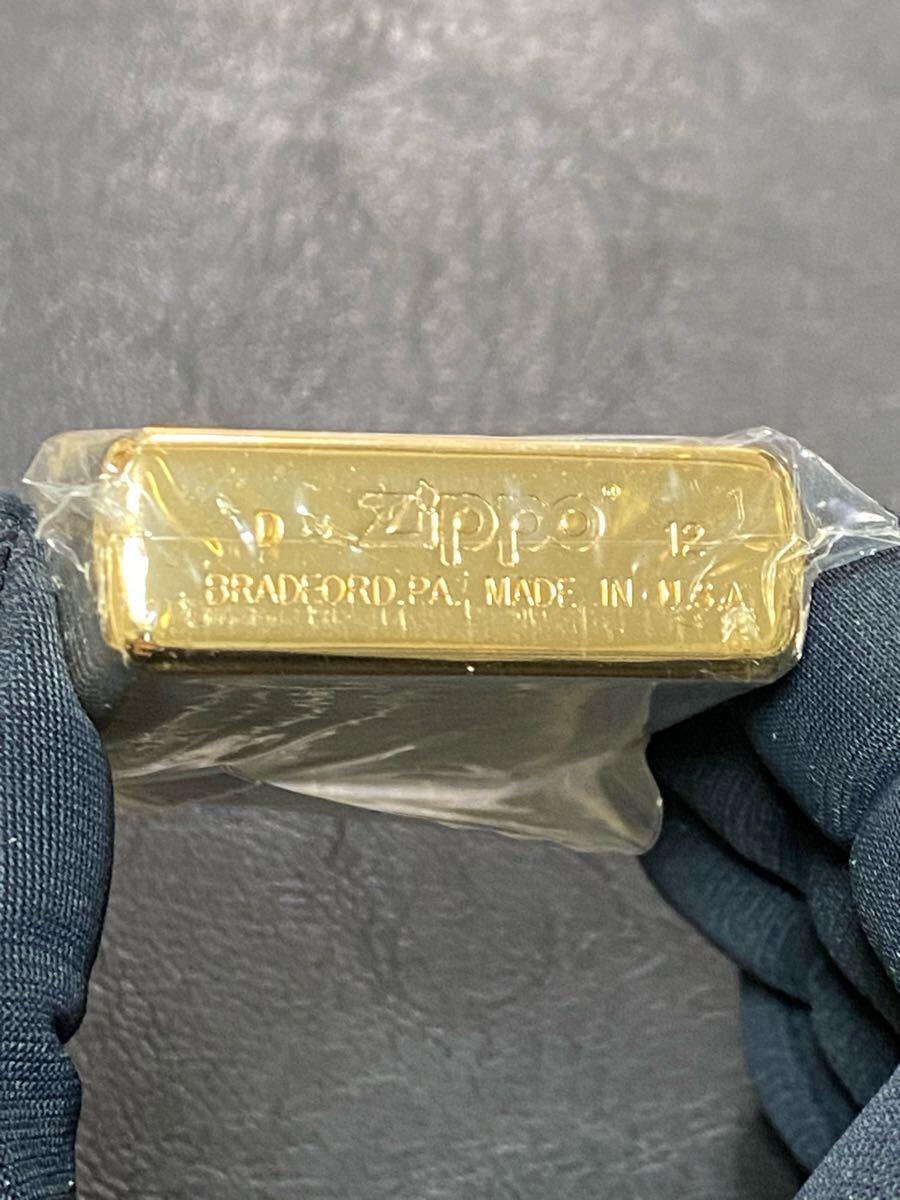 D Zippo ® 12
BRADFORD, PA. MADE IN U.S.A